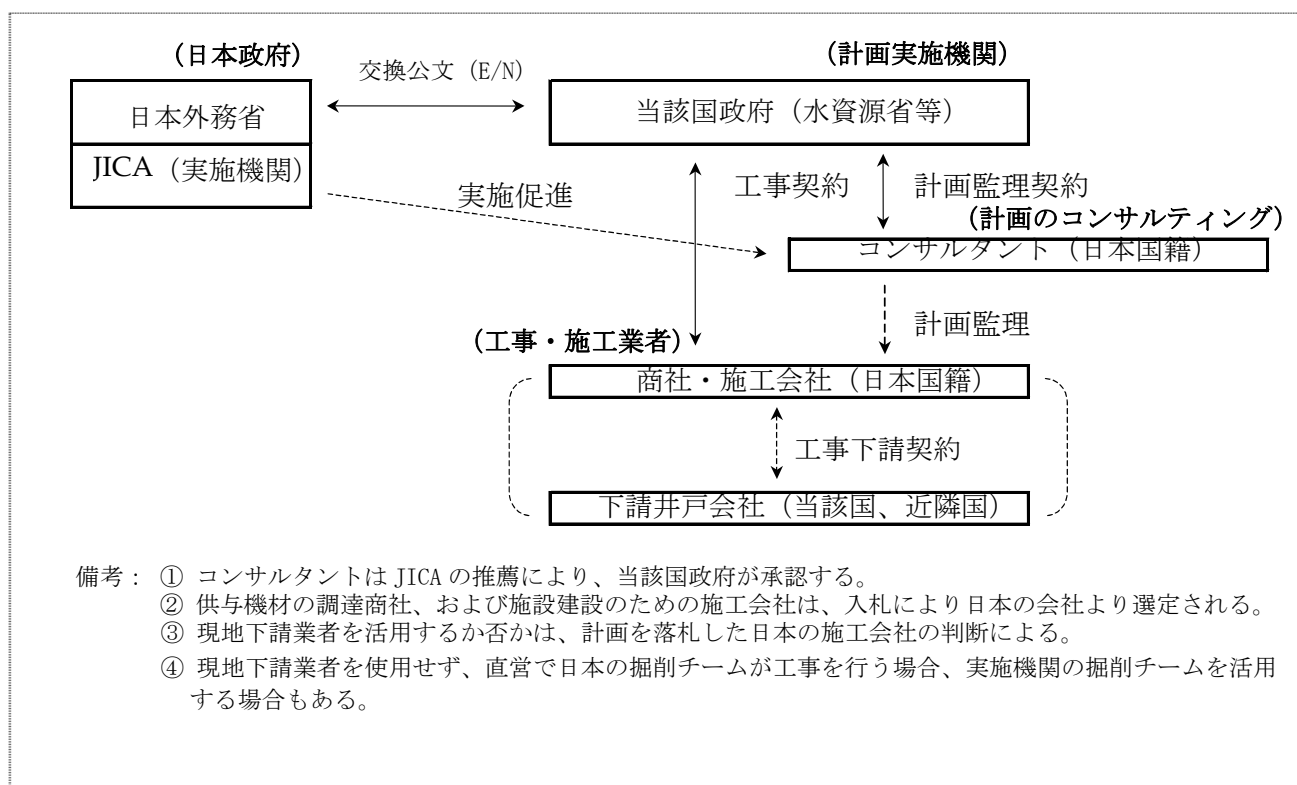 （日本政府）
（計画実施機関）
交換公文 (E/N)
日本外務省
当該国政府（水資源省等）
JICA（実施機関）
実施促進
工事契約
計画監理契約
（計画のコンサルティング）
コンサルタント（日本国籍）
計画監理
（工事・施工業者）
商社・施工会社（日本国籍）
工事下請契約
下請井戸会社（当該国、近隣国）
備考： ① コンサルタントは JICA の推薦により、当該国政府が承認する。
② 供与機材の調達商社、および施設建設のための施工会社は、入札により日本の会社より選定される。
③ 現地下請業者を活用するか否かは、計画を落札した日本の施工会社の判断による。
④ 現地下請業者を使用せず、直営で日本の掘削チームが工事を行う場合、実施機関の掘削チームを活用
する場合もある。